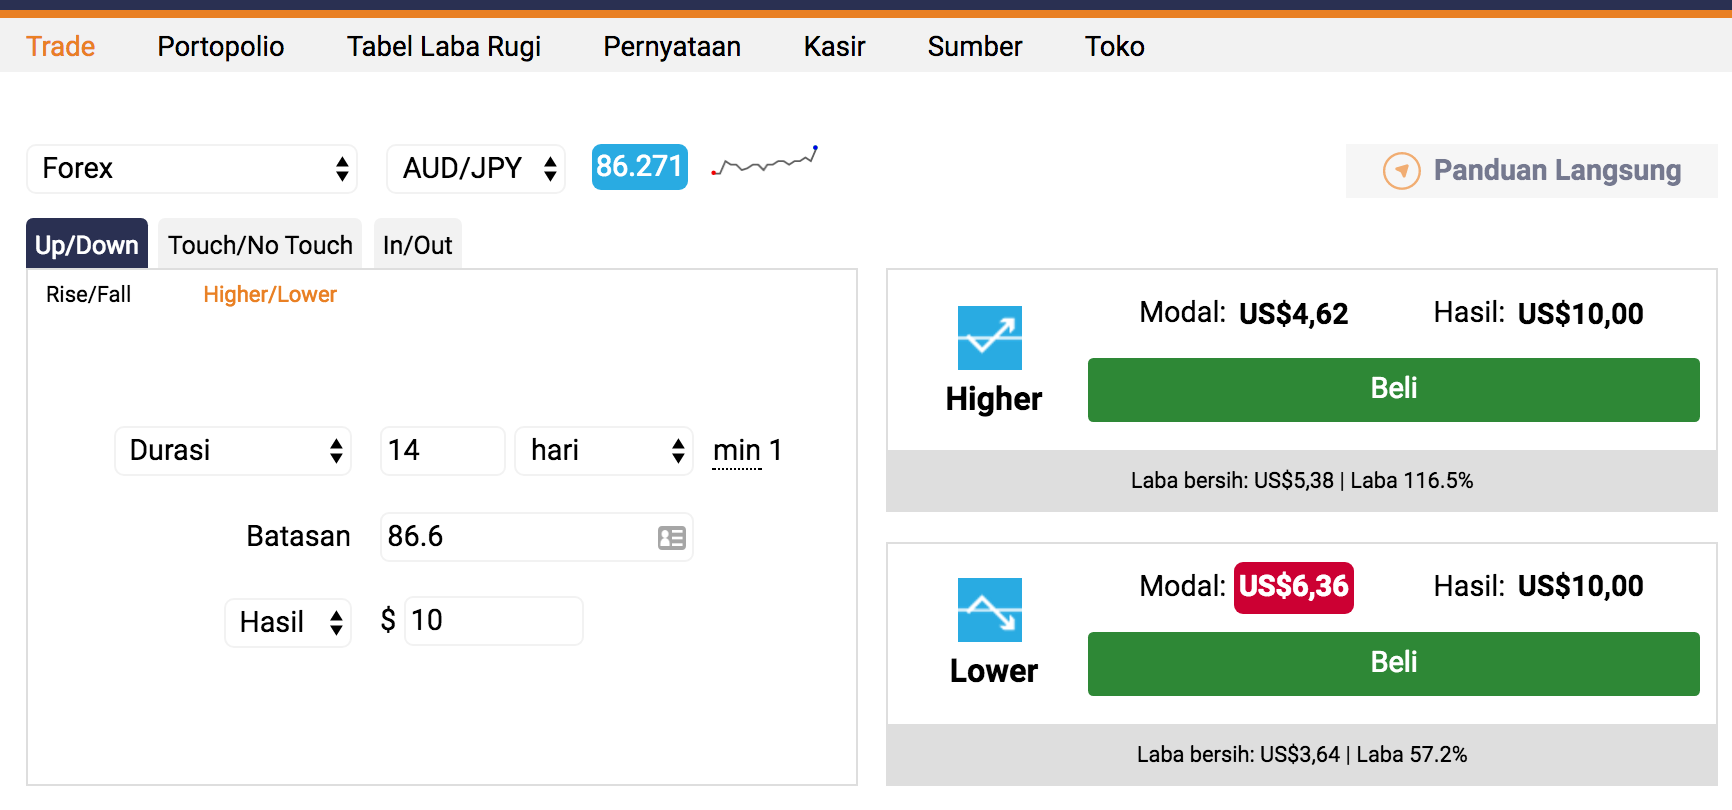 Trade Portopolio Tabel Laba Rugi Pernyataan Kasir Sumber Toko
Forex AUD/JPY 86.271 Panduan Langsung
Up/Down Touch/No Touch In/Out
Rise/Fall Higher/Lower
Durasi 14 hari min 1
Batasan 86.6
Hasil $ 10
Modal: US$4,62 Hasil: US$10,00
Higher
Beli
Laba bersih: US$5,38 | Laba 116.5%
Modal: US$6,36 Hasil: US$10,00
Lower
Beli
Laba bersih: US$3,64 | Laba 57.2%